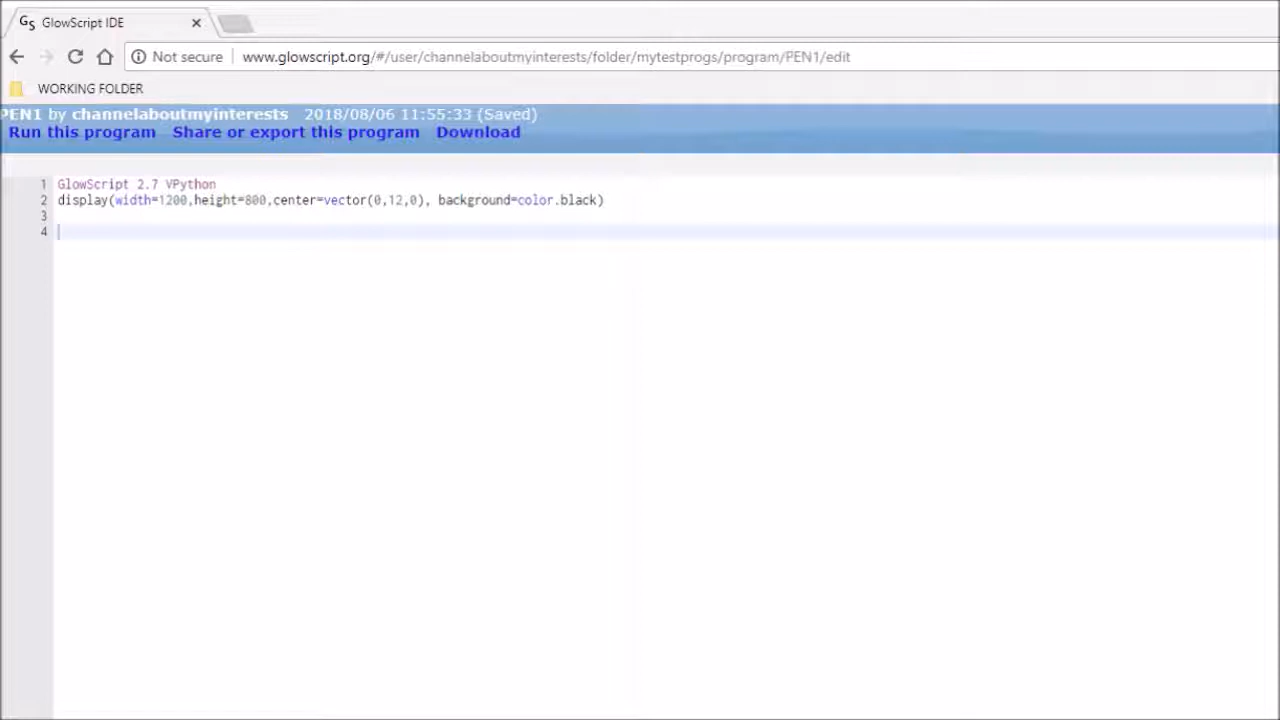 GS GlowScript IDE
Not secure www.glowscript.org/#/user/channelaboutmyinterests/folder/mytestprogs/program/PEN1/edit
WORKING FOLDER
PEN1 by channelaboutmyinterests 2018/08/06 11:55:33 (Saved)
Run this program Share or export this program Download
1 GlowScript 2.7 VPython
2 display(width=1200,height=800,center=vector(0,12,0), background=color.black)
3
4